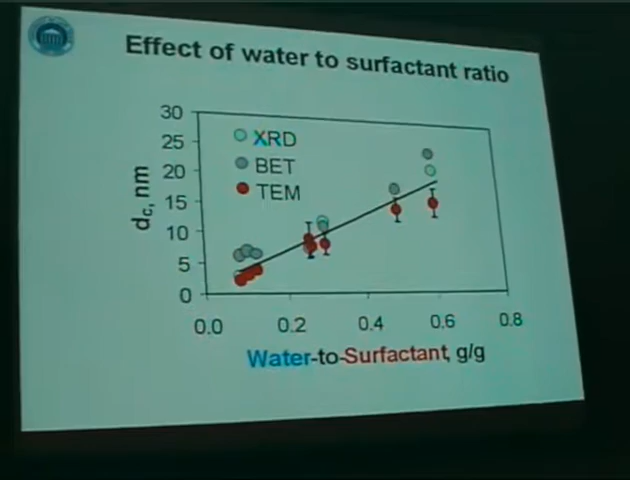 Effect of water to surfactant ratio
30
25
20
15
10
5
0
dc, nm
XRD
BET
TEM
0.0 0.2 0.4 0.6 0.8
Water-to-Surfactant, g/g